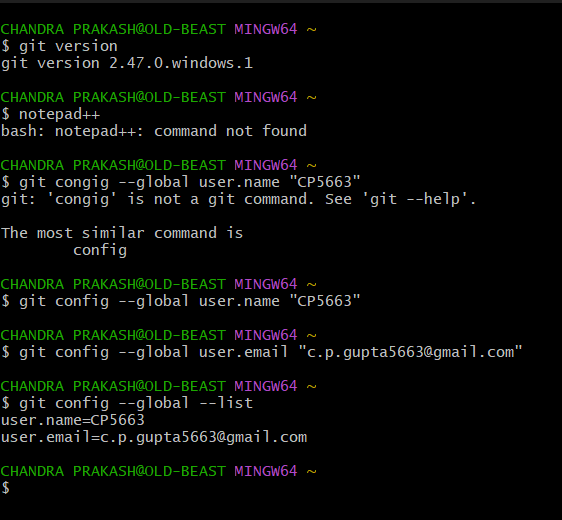 CHANDRA PRAKASH@OLD-BEAST MINGW64 ~
$ git version
git version 2.47.0.windows.1
CHANDRA PRAKASH@OLD-BEAST MINGW64 ~
$ notepad++
bash: notepad++: command not found
CHANDRA PRAKASH@OLD-BEAST MINGW64 ~
$ git congig --global user.name "CP5663"
git: 'congig' is not a git command. See 'git --help'.
The most similar command is
config
CHANDRA PRAKASH@OLD-BEAST MINGW64 ~
$ git config --global user.name "CP5663"
CHANDRA PRAKASH@OLD-BEAST MINGW64 ~
$ git config --global user.email "c.p.gupta5663@gmail.com"
CHANDRA PRAKASH@OLD-BEAST MINGW64 ~
$ git config --global --list
user.name=CP5663
user.email=c.p.gupta5663@gmail.com
CHANDRA PRAKASH@OLD-BEAST MINGW64 ~
$